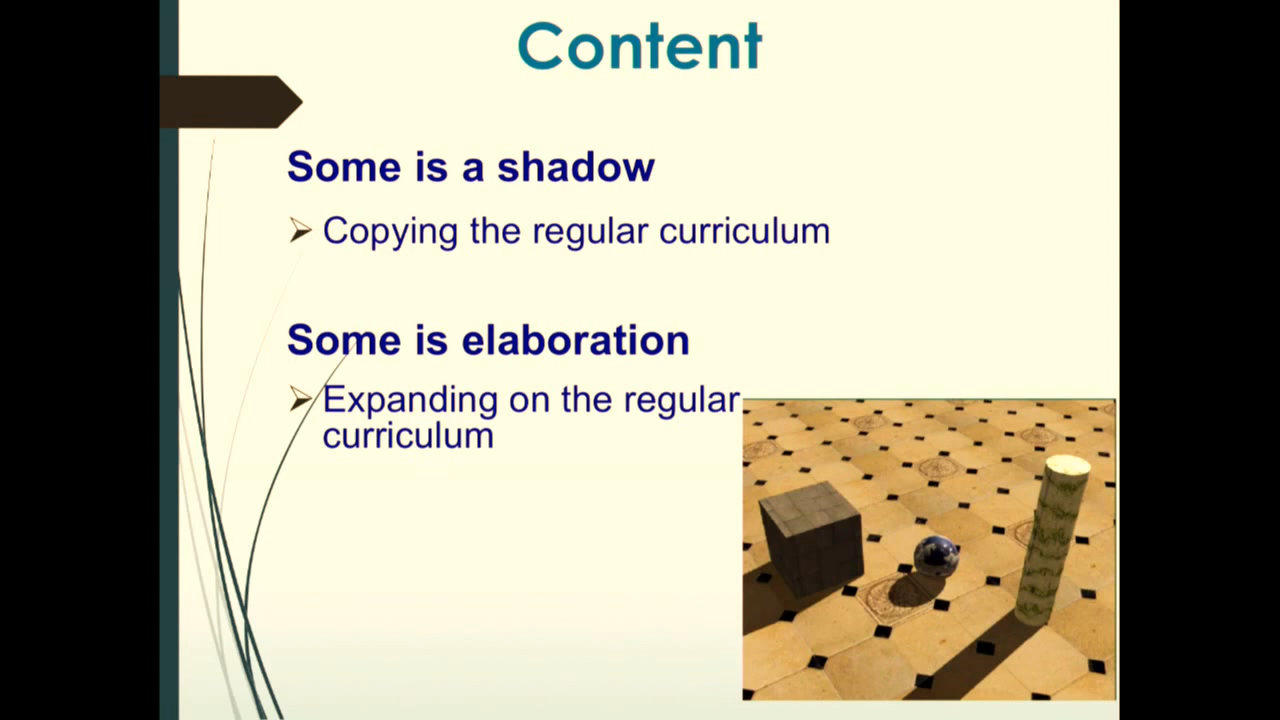 Content
Some is a shadow
Copying the regular curriculum
Some is elaboration
Expanding on the regular
curriculum